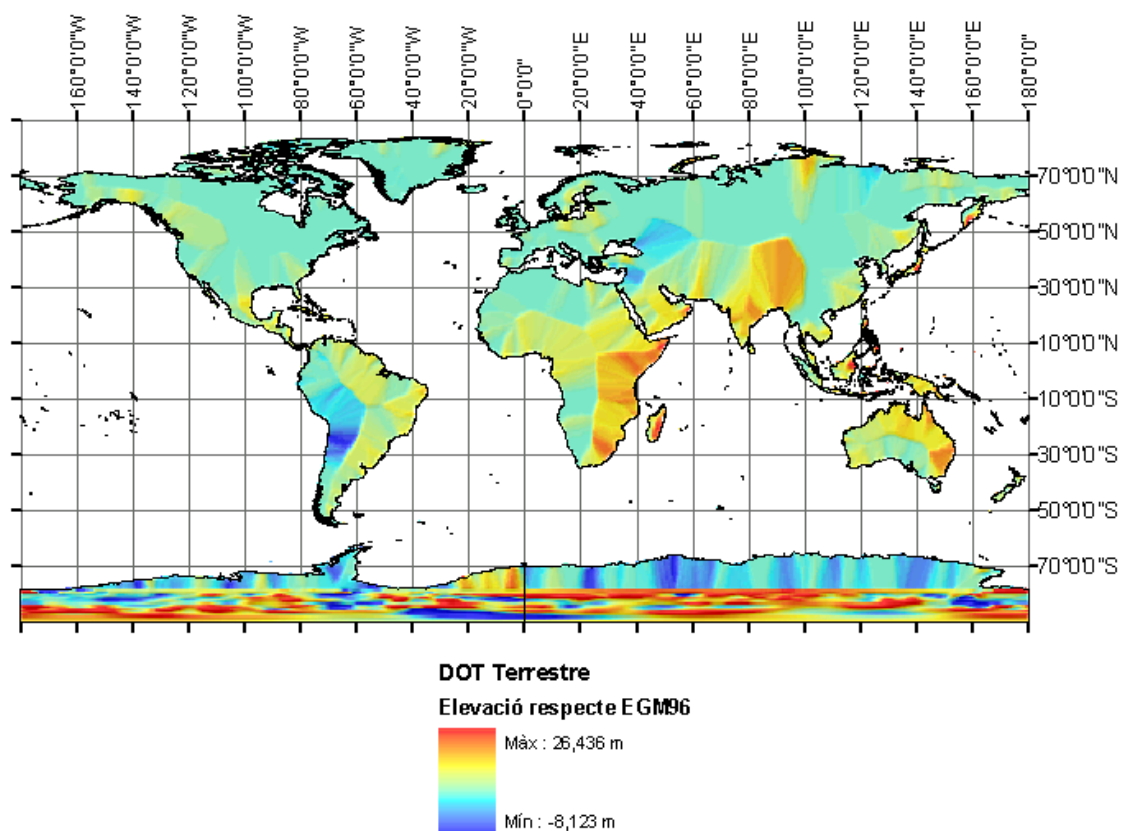 160°0'0"W
140°0'0"W
120°0'0"W
100°0'0"W
80°0'0"W
60°0'0"W
40°0'0"W
20°0'0"W
0°0'0"
20°0'0"E
40°0'0"E
60°0'0"E
80°0'0"E
100°0'0"E
120°0'0"E
140°0'0"E
160°0'0"E
180°0'0"
70°0'0"N
50°0'0"N
30°0'0"N
10°0'0"N
10°0'0"S
30°0'0"S
50°0'0"S
70°0'0"S
DOT Terrestre
Elevació respecte EGM96
Màx : 26,436 m
Mín : -8,123 m